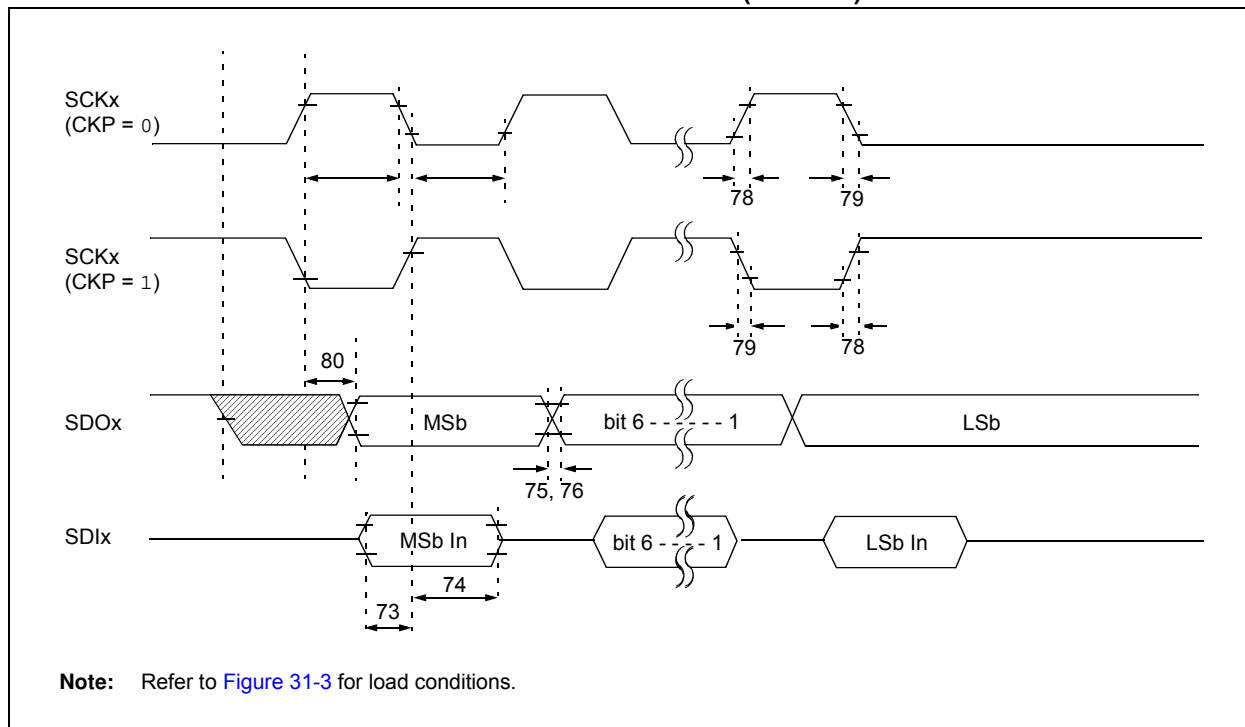 SCKx
(CKP = 0)
78
79
SCKx
(CKP = 1)
79
78
80
SDOx
MSb
bit 6 - - - - - - 1
LSb
75, 76
SDIx
MSb In
bit 6 - - - - 1
LSb In
74
73
Note: Refer to Figure 31-3 for load conditions.